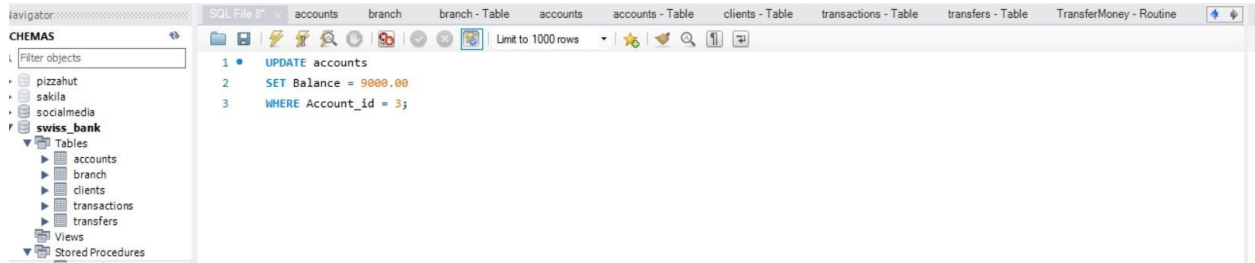 Navigator
SQL File 8* accounts branch branch - Table accounts accounts - Table clients - Table transactions - Table transfers - Table TransferMoney - Routine
SCHEMAS
Limit to 1000 rows
Filter objects
1 UPDATE accounts
2 SET Balance = 9000.00
3 WHERE Account_id = 3;
pizzahut
sakila
socialmedia
swiss_bank
Tables
accounts
branch
clients
transactions
transfers
Views
Stored Procedures